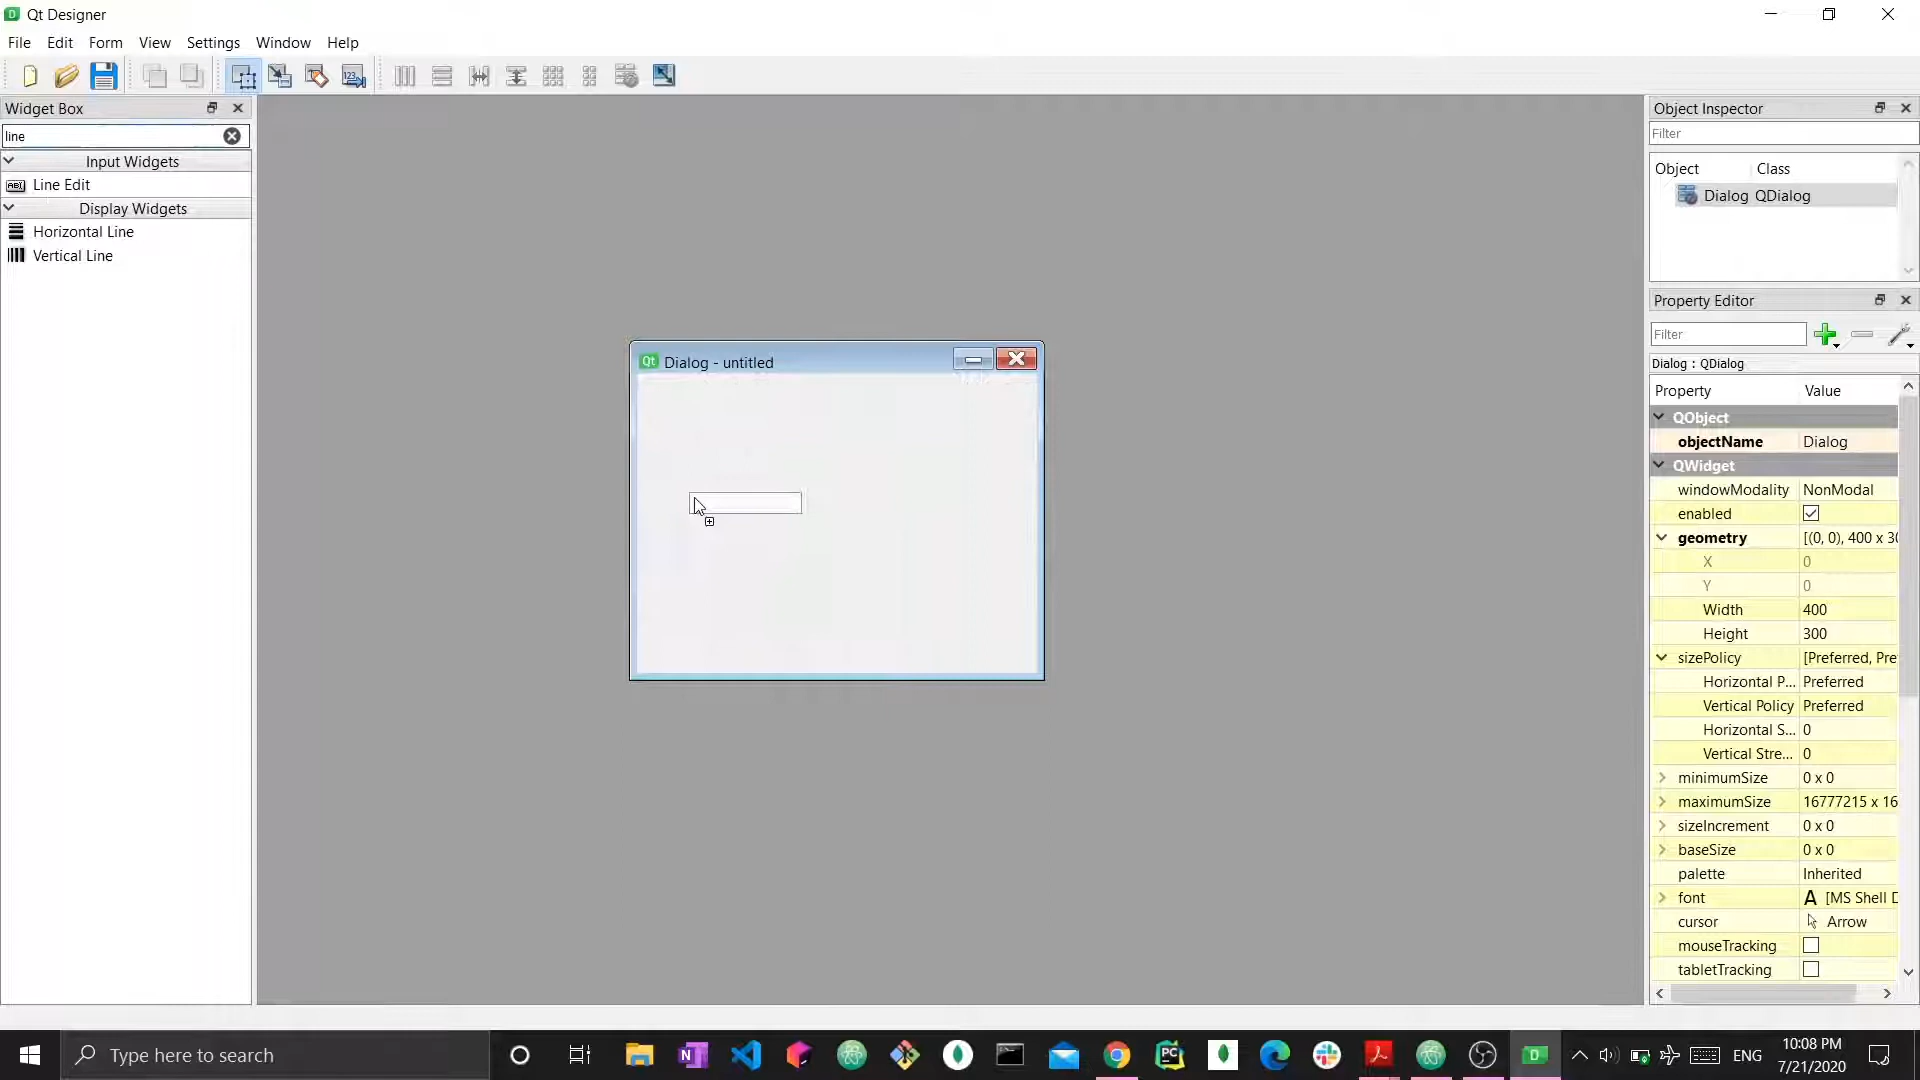 Qt Designer
File Edit Form View Settings Window Help
Widget Box
line
Input Widgets
Line Edit
Display Widgets
Horizontal Line
Vertical Line
Dialog - untitled
Object Inspector
Filter
Object Class
Dialog QDialog
Property Editor
Filter
Dialog : QDialog
Property Value
QObject
objectName Dialog
QWidget
windowModality NonModal
enabled
geometry [(0, 0), 400 x 30
X 0
Y 0
Width 400
Height 300
sizePolicy [Preferred, Pre
Horizontal P... Preferred
Vertical Policy Preferred
Horizontal S... 0
Vertical Stre... 0
minimumSize 0 x 0
maximumSize 16777215 x 16
sizeIncrement 0 x 0
baseSize 0 x 0
palette Inherited
font A [MS Shell D
cursor Arrow
mouseTracking
tabletTracking
Type here to search
ENG
10:08 PM
7/21/2020